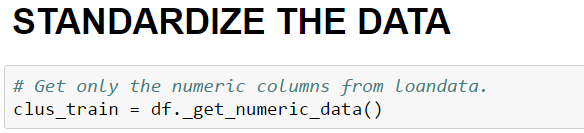 STANDARDIZE THE DATA
# Get only the numeric columns from loandata.
clus_train = df._get_numeric_data()